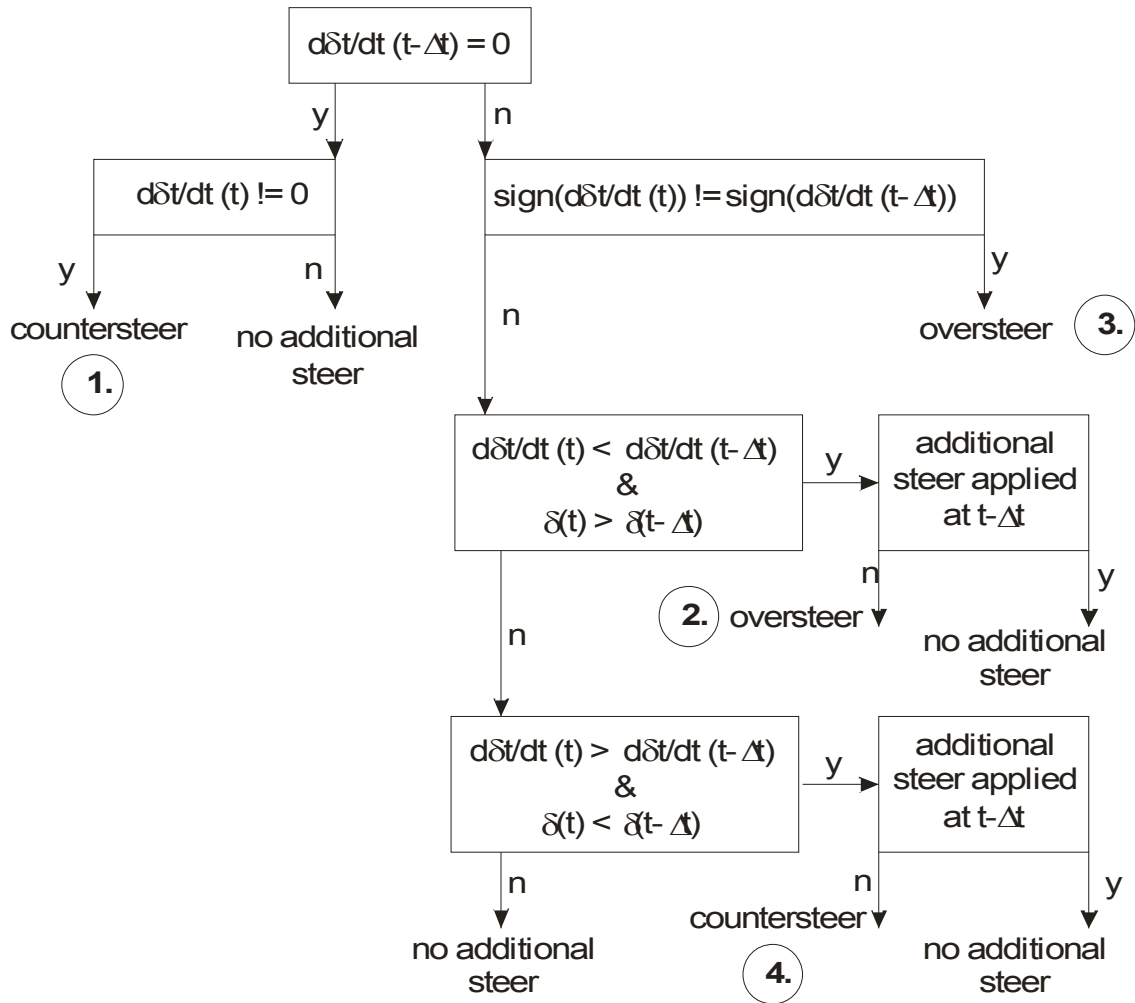 dδt/dt (t-Δt) = 0
y
n
dδt/dt (t) != 0
sign(dδt/dt (t)) != sign(dδt/dt (t-Δt))
y
n
n
y
countersteer
1.
no additional
steer
oversteer
3.
dδt/dt (t) < dδt/dt (t-Δt)
&
δ(t) > δ(t-Δt)
y
additional
steer applied
at t-Δt
n
y
n
2.
oversteer
no additional
steer
dδt/dt (t) > dδt/dt (t-Δt)
&
δ(t) < δ(t-Δt)
y
additional
steer applied
at t-Δt
n
n
y
no additional
steer
countersteer
4.
no additional
steer